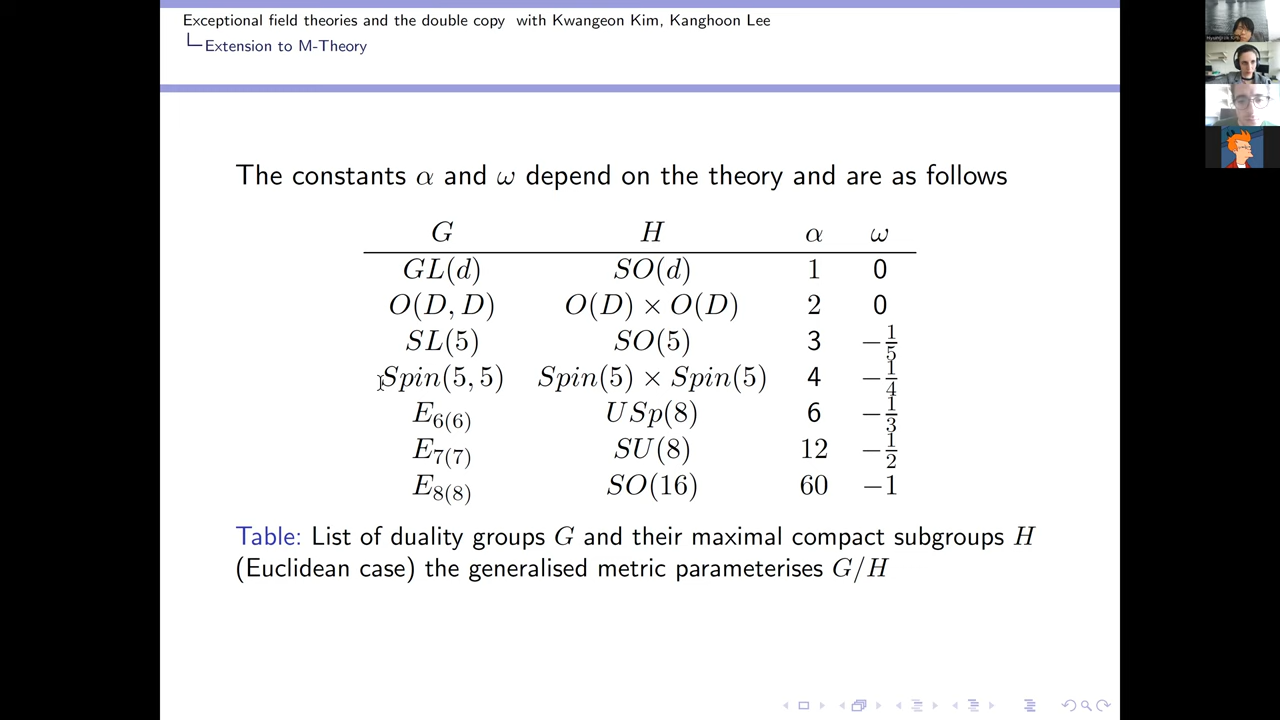 Exceptional field theories and the double copy with Kwangeon Kim, Kanghoon Lee
Extension to M-Theory
The constants α and ω depend on the theory and are as follows
G H α ω
GL(d) SO(d) 1 0
O(D, D) O(D) × O(D) 2 0
SL(5) SO(5) 3 −1/5
Spin(5, 5) Spin(5) × Spin(5) 4 −1/4
E6(6) USp(8) 6 −1/3
E7(7) SU(8) 12 −1/2
E8(8) SO(16) 60 −1
Table: List of duality groups G and their maximal compact subgroups H
(Euclidean case) the generalised metric parameterises G/H